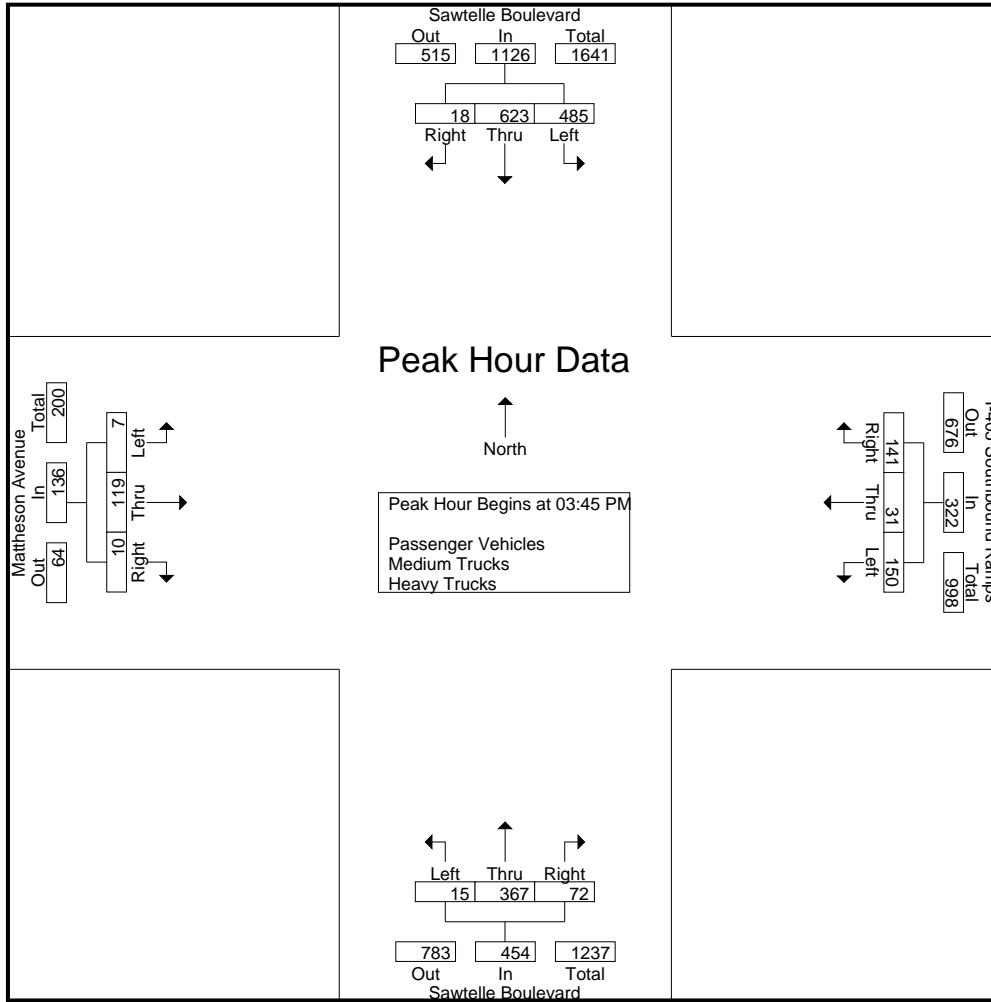 Sawtelle Boulevard
Out In Total
515 1126 1641
18 623 485
Right Thru Left
Peak Hour Data
North
Peak Hour Begins at 03:45 PM
Passenger Vehicles
Medium Trucks
Heavy Trucks
Mattheson Avenue
Out In Total
64 136 200
10 119 7
Right Thru Left
Out In Total
676 322 998
141 31 150
Right Thru Left
Left Thru Right
15 367 72
783 454 1237
Out In Total
Sawtelle Boulevard